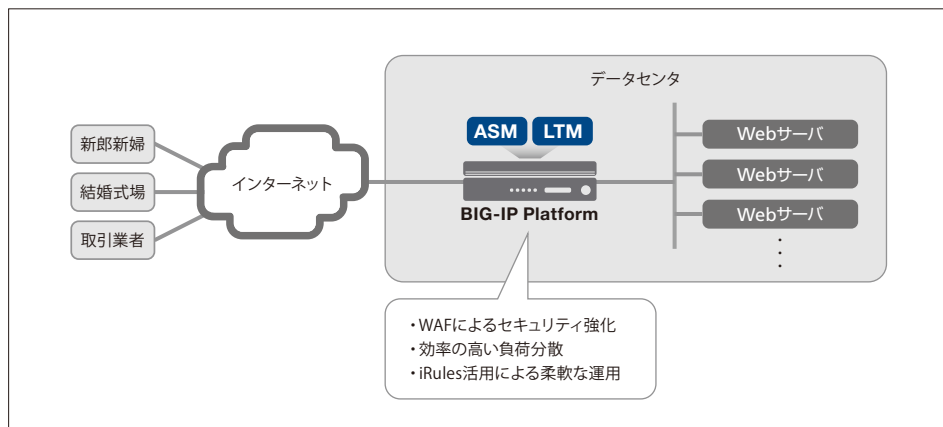 データセンタ
新郎新婦
結婚式場
取引業者
インターネット
ASM
LTM
BIG-IP Platform
Webサーバ
Webサーバ
Webサーバ
・WAFによるセキュリティ強化
・効率の高い負荷分散
・iRules活用による柔軟な運用